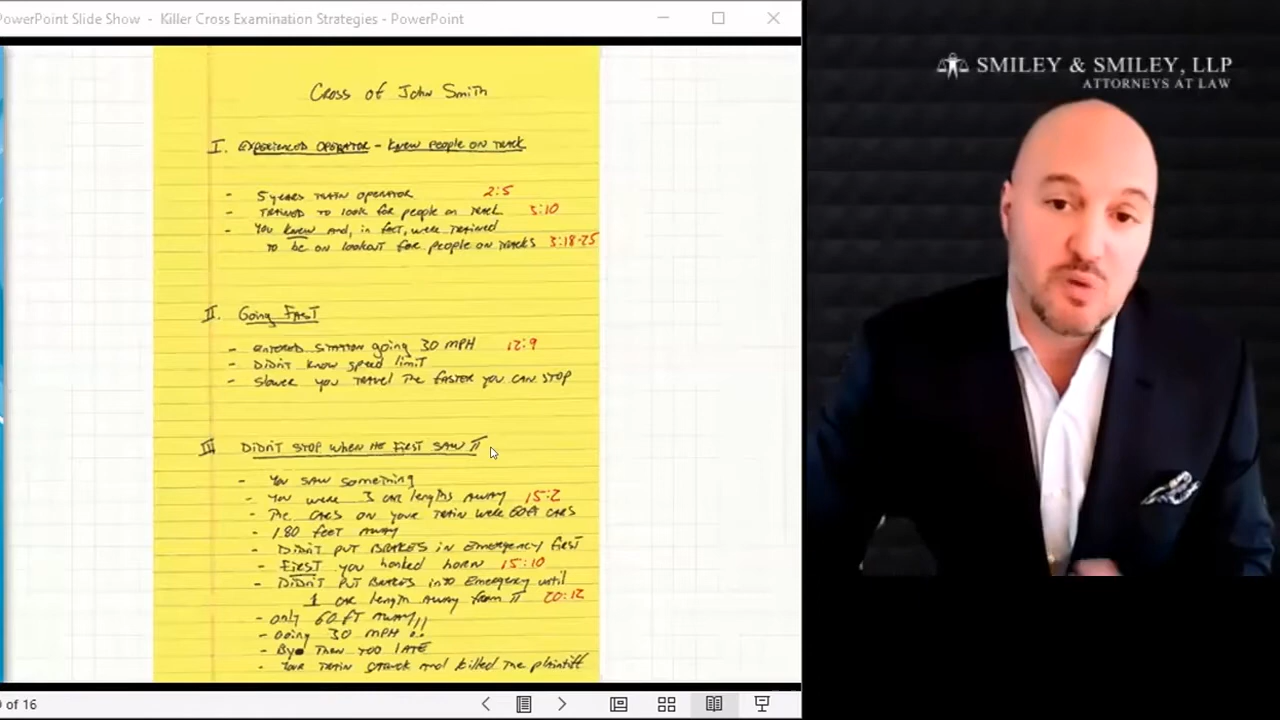 PowerPoint Slide Show - Killer Cross Examination Strategies - PowerPoint
SMILEY & SMILEY, LLP
ATTORNEYS AT LAW
Cross of John Smith
I. EXPERIENCED OPERATOR - KNEW PEOPLE ON TRACK
- 5 years TRAIN OPERATOR 2:5
- TRAINED TO look for people on TRACK 3:10
- You KNEW AND, in fACT, were TRAINED
to be on lookout for people on TRACKS 3:18-25
II. Going FAST
- ENTERED STATION going 30 MPH 12:9
- DIDN'T KNOW speed limit
- Slower you TRAVEL The FASTER you CAN STOP
III DIDN'T STOP when HE FIRST SAW π
- You SAW something
- You were 3 CAR lengths AWAY 15:2
- The CARS ON your TRAIN were 60ft CARS
- 180 feet AWAY
- DIDN'T PUT BRAKES IN Emergency first
- FIRST you honked horn 15:10
- DIDN'T PUT BRAKES into Emergency until
1 CAR length AWAY from π 20:12
- only 60 FT AWAY
- Going 30 MPH
- By Then TOO LATE
- Your TRAIN STRUCK AND killed The plaintiff
of 16